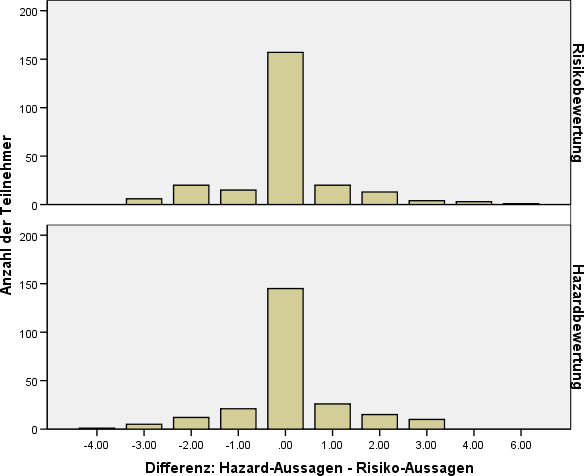 200
150
100
50
0
Risikobewertung
Anzahl der Teilnehmer
200
150
100
50
0
Hazardbewertung
-4.00 -3.00 -2.00 -1.00 .00 1.00 2.00 3.00 4.00 6.00
Differenz: Hazard-Aussagen - Risiko-Aussagen